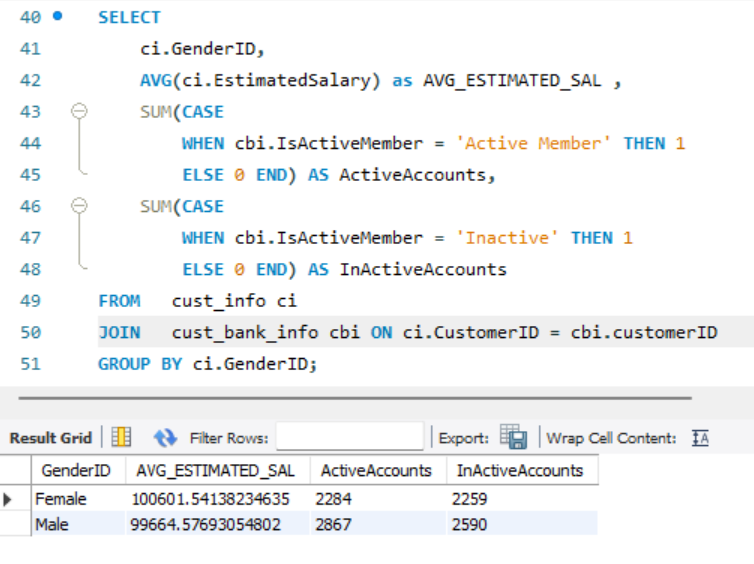 40 SELECT
41 ci.GenderID,
42 AVG(ci.EstimatedSalary) as AVG_ESTIMATED_SAL ,
43 SUM(CASE
44 WHEN cbi.IsActiveMember = 'Active Member' THEN 1
45 ELSE 0 END) AS ActiveAccounts,
46 SUM(CASE
47 WHEN cbi.IsActiveMember = 'Inactive' THEN 1
48 ELSE 0 END) AS InActiveAccounts
49 FROM cust_info ci
50 JOIN cust_bank_info cbi ON ci.CustomerID = cbi.customerID
51 GROUP BY ci.GenderID;
Result Grid Filter Rows: Export: Wrap Cell Content: IA
GenderID AVG_ESTIMATED_SAL ActiveAccounts InActiveAccounts
Female 100601.54138234635 2284 2259
Male 99664.57693054802 2867 2590